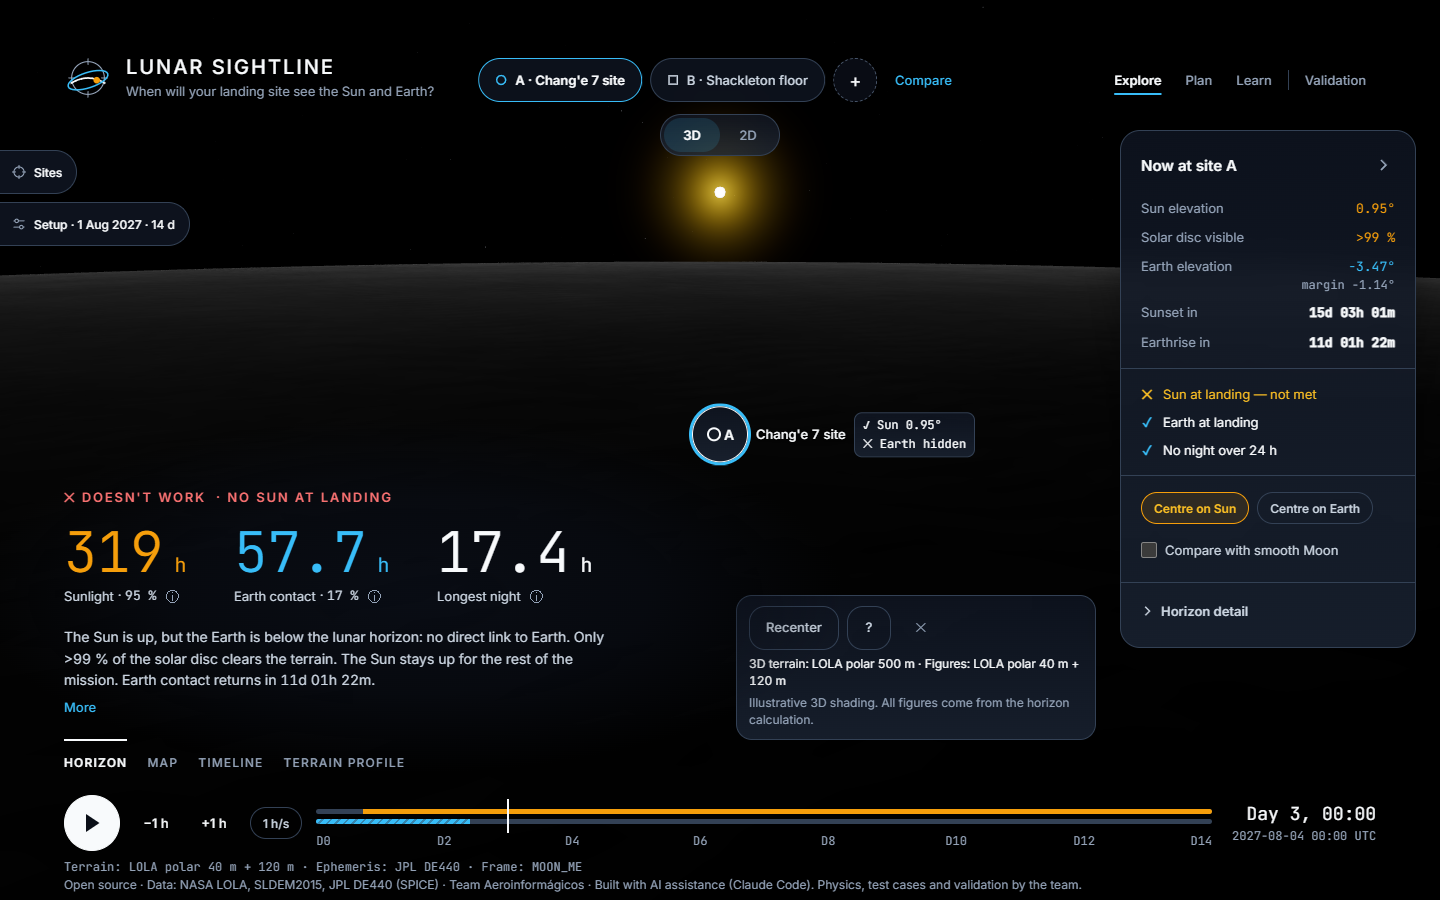 LUNAR SIGHTLINE
When will your landing site see the Sun and Earth?
A · Chang'e 7 site
B · Shackleton floor
+
Compare
Explore
Plan
Learn
Validation
3D
2D
Sites
Setup · 1 Aug 2027 · 14 d
Now at site A
Sun elevation 0.95°
Solar disc visible >99 %
Earth elevation -3.47°
margin -1.14°
Sunset in 15d 03h 01m
Earthrise in 11d 01h 22m
Sun at landing — not met
Earth at landing
No night over 24 h
Centre on Sun
Centre on Earth
Compare with smooth Moon
Horizon detail
A
Chang'e 7 site
✓ Sun 0.95°
✕ Earth hidden
✕ DOESN'T WORK · NO SUN AT LANDING
319 h
Sunlight · 95 %
57.7 h
Earth contact · 17 %
17.4 h
Longest night
The Sun is up, but the Earth is below the lunar horizon: no direct link to Earth. Only
>99 % of the solar disc clears the terrain. The Sun stays up for the rest of the
mission. Earth contact returns in 11d 01h 22m.
More
Recenter
?
3D terrain: LOLA polar 500 m · Figures: LOLA polar 40 m +
120 m
Illustrative 3D shading. All figures come from the horizon
calculation.
HORIZON
MAP
TIMELINE
TERRAIN PROFILE
−1 h
+1 h
1 h/s
D0 D2 D4 D6 D8 D10 D12 D14
Day 3, 00:00
2027-08-04 00:00 UTC
Terrain: LOLA polar 40 m + 120 m · Ephemeris: JPL DE440 · Frame: MOON_ME
Open source · Data: NASA LOLA, SLDEM2015, JPL DE440 (SPICE) · Team Aeroinformágicos · Built with AI assistance (Claude Code). Physics, test cases and validation by the team.